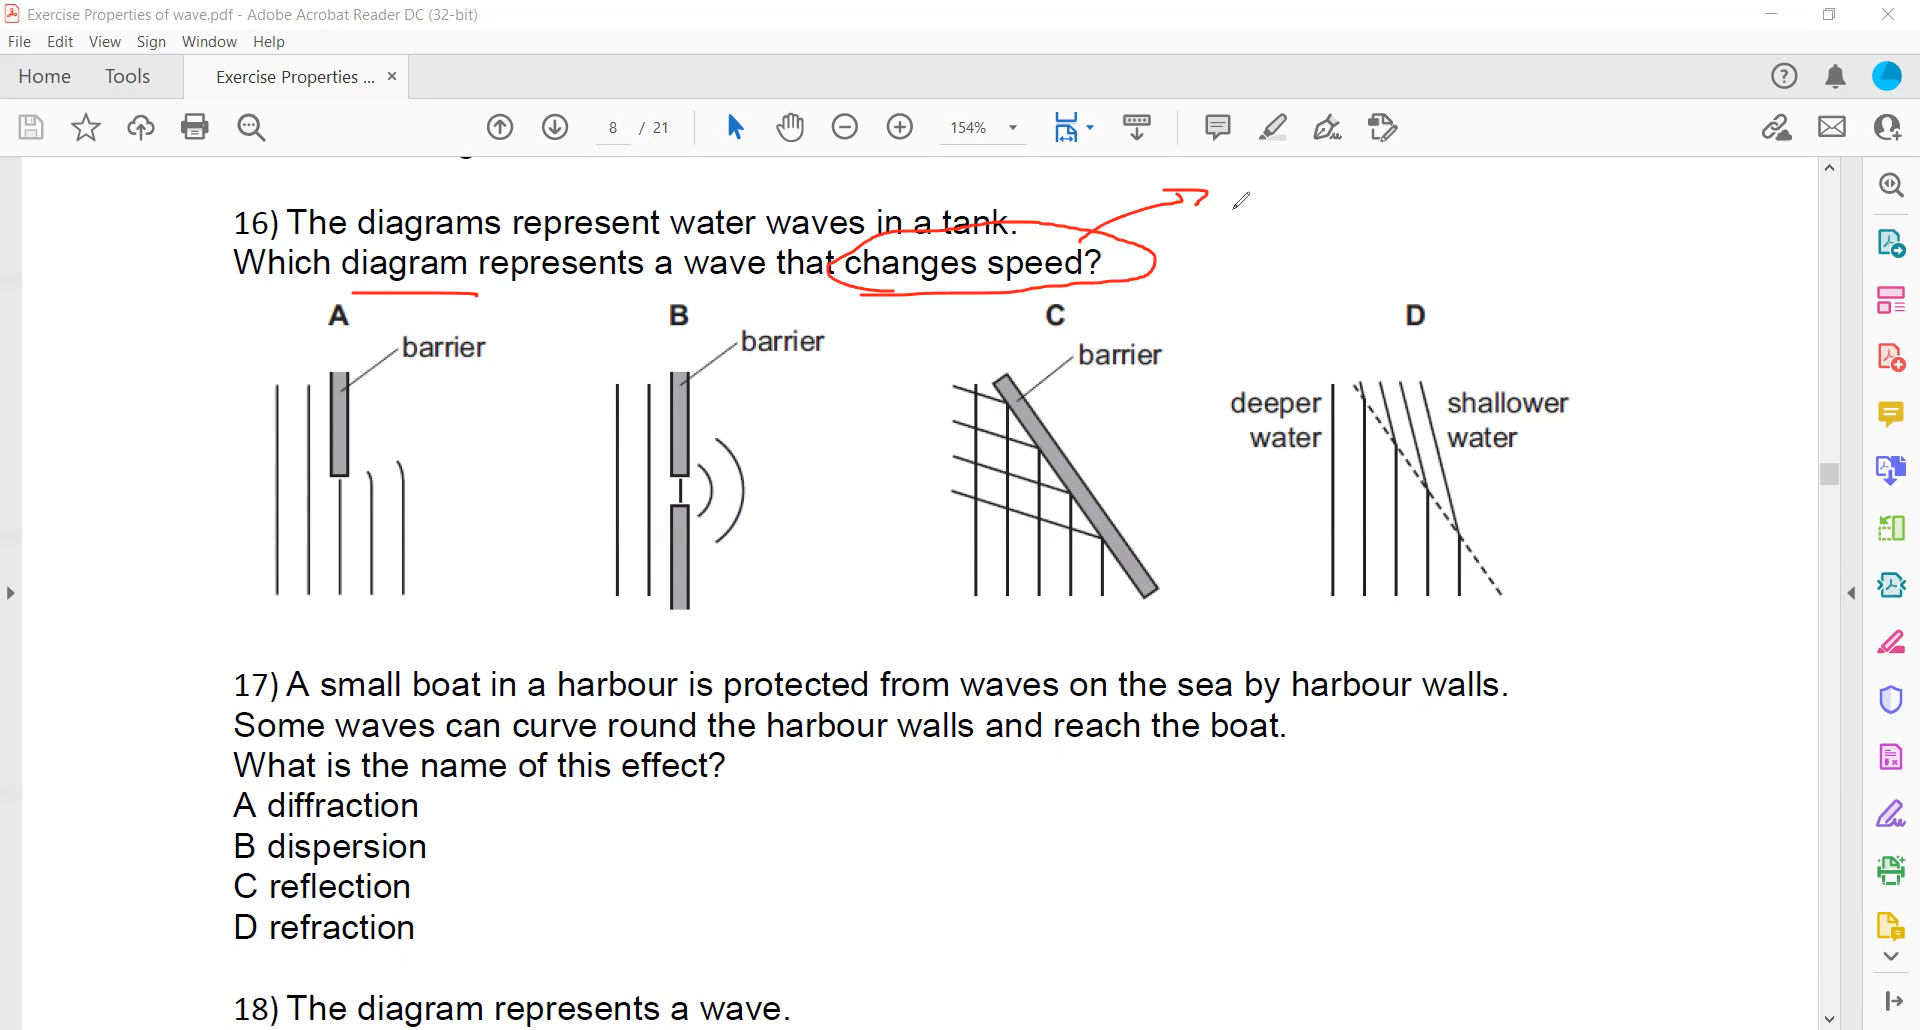 Exercise Properties of wave.pdf - Adobe Acrobat Reader DC (32-bit)
File Edit View Sign Window Help
Home Tools Exercise Properties ... ×
8 / 21 154%
16) The diagrams represent water waves in a tank.
Which diagram represents a wave that changes speed?
A B C D
barrier
barrier
barrier
deeper
water
shallower
water
17) A small boat in a harbour is protected from waves on the sea by harbour walls.
Some waves can curve round the harbour walls and reach the boat.
What is the name of this effect?
A diffraction
B dispersion
C reflection
D refraction
18) The diagram represents a wave.